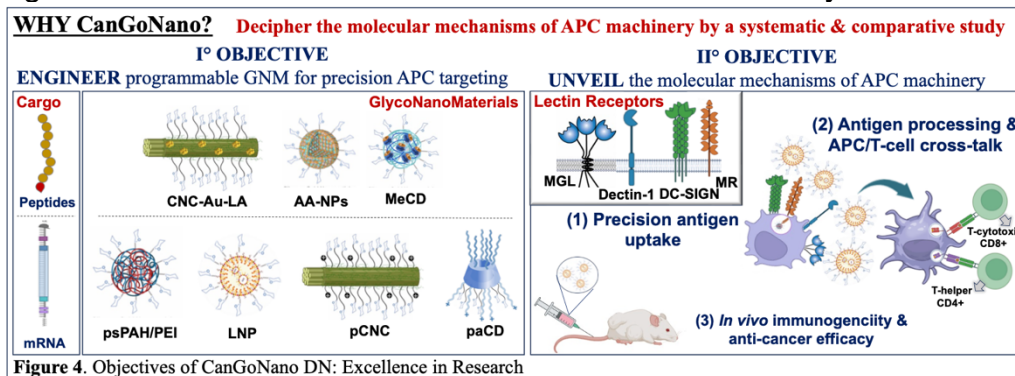 WHY CanGoNano? Decipher the molecular mechanisms of APC machinery by a systematic & comparative study
I° OBJECTIVE
ENGINEER programmable GNM for precision APC targeting
Cargo
GlycoNanoMaterials
Peptides
CNC-Au-LA
AA-NPs
MeCD
mRNA
psPAH/PEI
LNP
pCNC
paCD
II° OBJECTIVE
UNVEIL the molecular mechanisms of APC machinery
Lectin Receptors
MGL
Dectin-1
DC-SIGN
MR
(1) Precision antigen
uptake
(2) Antigen processing &
APC/T-cell cross-talk
T-cytotoxi
CD8+
T-helper
CD4+
(3) In vivo immunogenciity &
anti-cancer efficacy
Figure 4. Objectives of CanGoNano DN: Excellence in Research